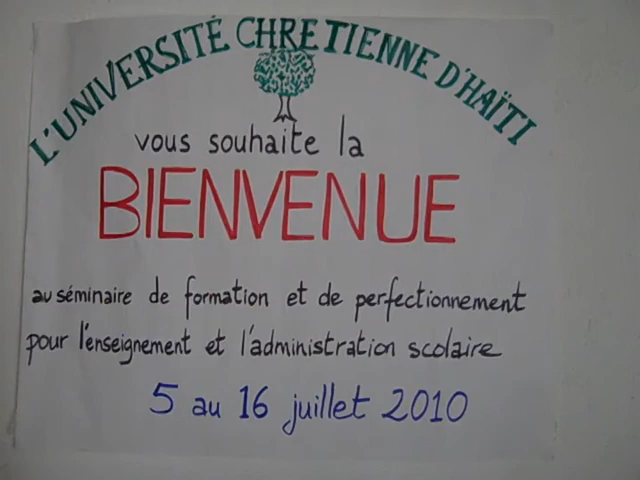 L'UNIVERSITÉ CHRETIENNE D'HAÏTI
vous souhaite la
BIENVENUE
au séminaire de formation et de perfectionnement
pour l'enseignement et l'administration scolaire
5 au 16 juillet 2010